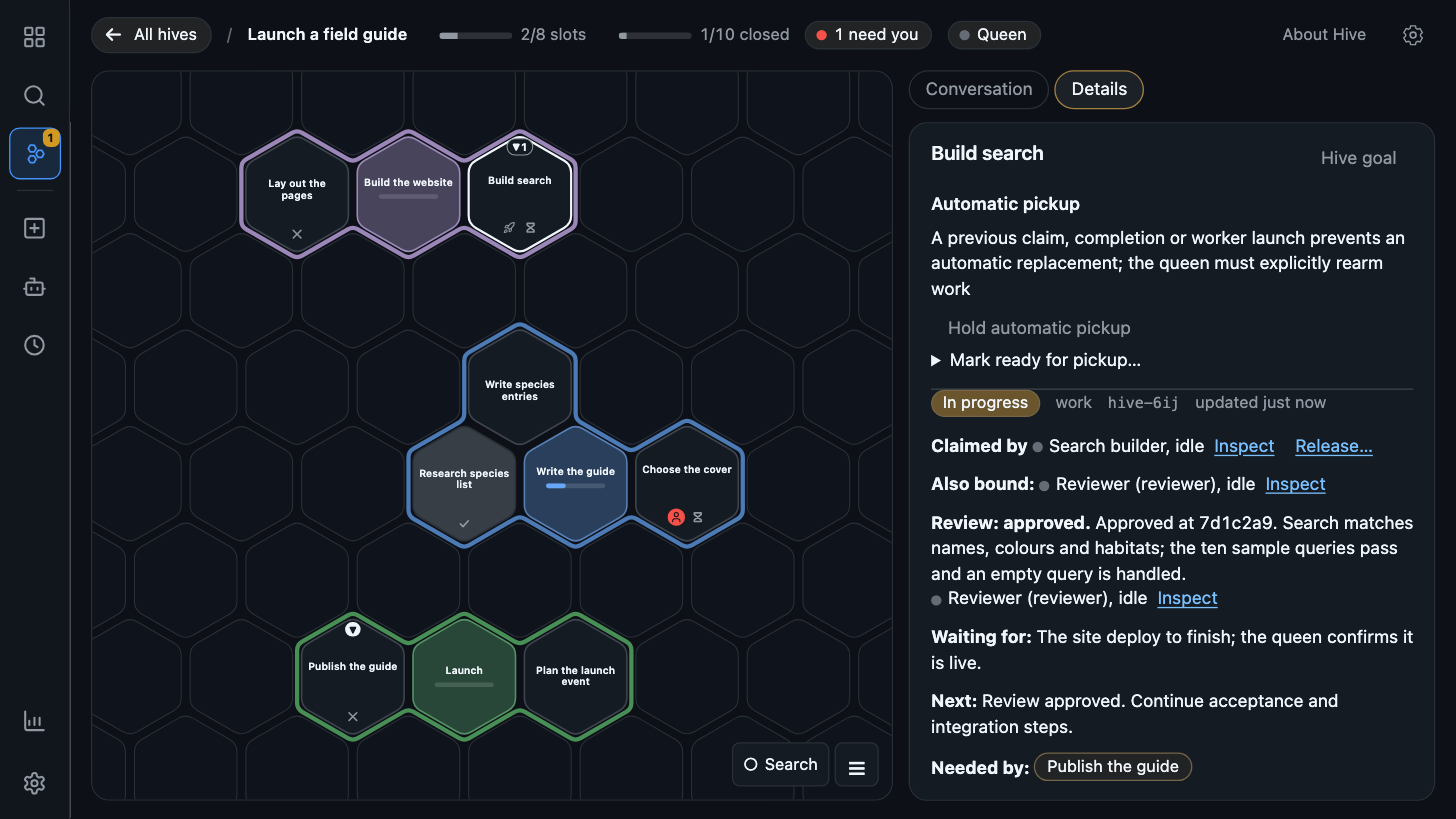 All hives / Launch a field guide 2/8 slots 1/10 closed 1 need you Queen About Hive
1
Conversation Details
Lay out the
pages
Build the website
▼1
Build search
Write species
entries
Research species
list
Write the guide
Choose the cover
Publish the guide
Launch
Plan the launch
event
Search
Build search Hive goal
Automatic pickup
A previous claim, completion or worker launch prevents an
automatic replacement; the queen must explicitly rearm
work
Hold automatic pickup
▶ Mark ready for pickup...
In progress work hive-6ij updated just now
Claimed by Search builder, idle Inspect Release...
Also bound: Reviewer (reviewer), idle Inspect
Review: approved. Approved at 7d1c2a9. Search matches
names, colours and habitats; the ten sample queries pass
and an empty query is handled.
Reviewer (reviewer), idle Inspect
Waiting for: The site deploy to finish; the queen confirms it
is live.
Next: Review approved. Continue acceptance and
integration steps.
Needed by: Publish the guide